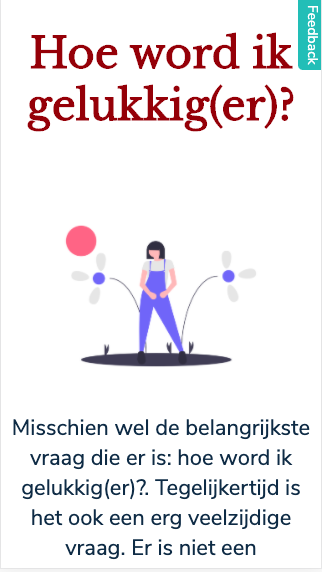 Feedback
Hoe word ik
gelukkig(er)?
Misschien wel de belangrijkste
vraag die er is: hoe word ik
gelukkig(er)?. Tegelijkertijd is
het ook een erg veelzijdige
vraag. Er is niet een